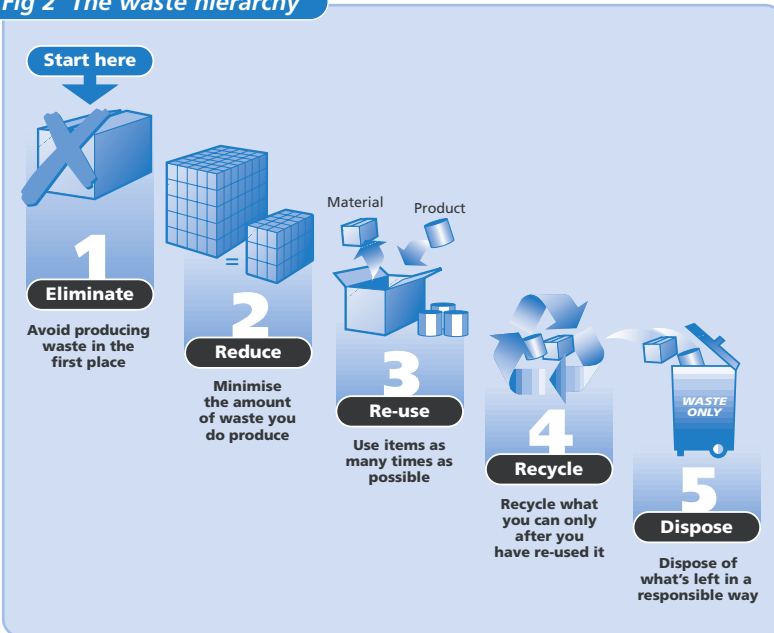 Fig 2 The waste hierarchy
Start here
1
Eliminate
Avoid producing
waste in the
first place
=
2
Reduce
Minimise
the amount
of waste you
do produce
Material
Product
3
Re-use
Use items as
many times as
possible
4
Recycle
Recycle what
you can only
after you
have re-used it
WASTE
ONLY
5
Dispose
Dispose of
what's left in a
responsible way